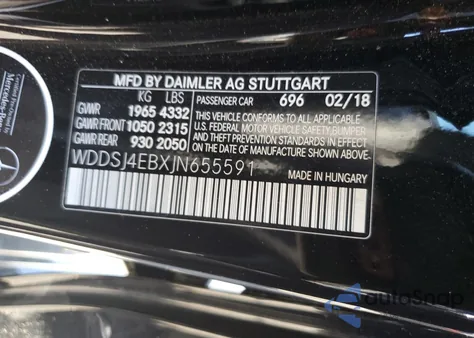 MFD BY DAIMLER AG STUTTGART
KG LBS
PASSENGER CAR 696 02/18
GVWR 1965 4332
GAWR FRONT 1050 2315
GAWR REAR 930 2050
THIS VEHICLE CONFORMS TO ALL APPLICABLE
U.S. FEDERAL MOTOR VEHICLE SAFETY, BUMPER,
AND THEFT PREVENTION STANDARDS IN EFFECT
ON THE DATE OF MANUFACTURE SHOWN ABOVE.
WDDSJ4EBXJN655591
MADE IN HUNGARY
Mercedes-Benz
autoSnap